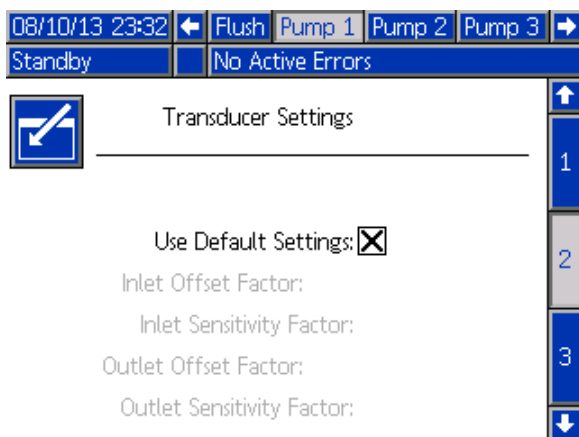 08/10/13 23:32 Flush Pump 1 Pump 2 Pump 3
Standby No Active Errors
Transducer Settings
1
Use Default Settings:
2
Inlet Offset Factor:
Inlet Sensitivity Factor:
Outlet Offset Factor:
3
Outlet Sensitivity Factor: